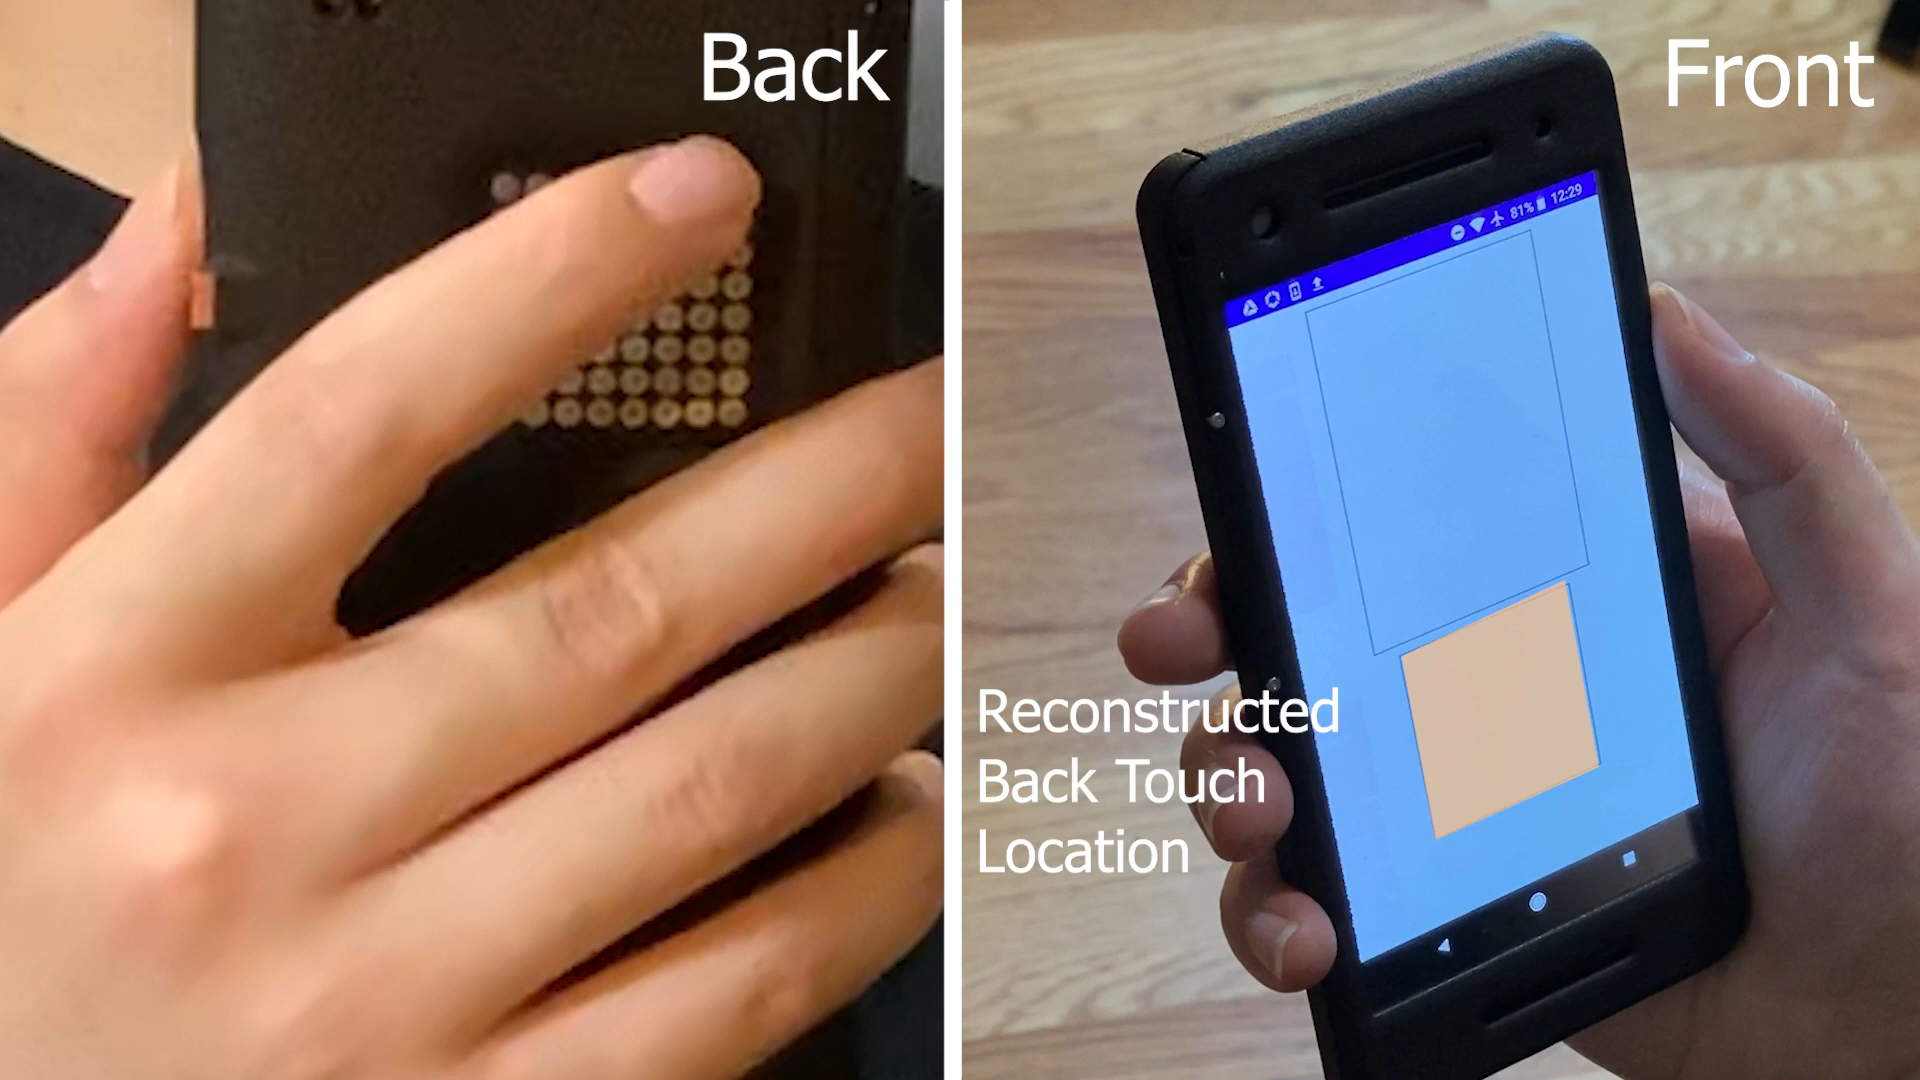 Back
Front
81% 12:29
Reconstructed
Back Touch
Location